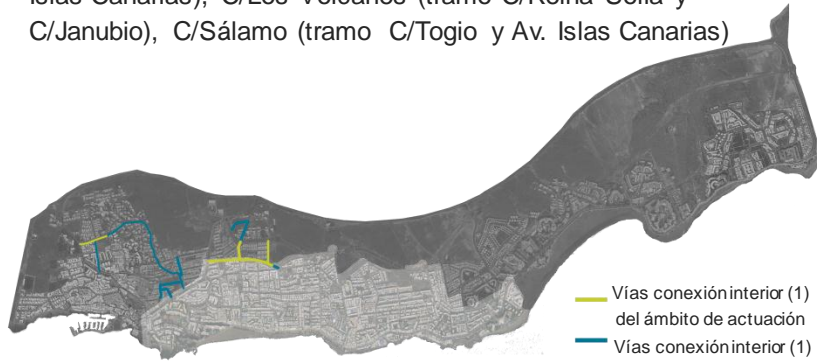 Islas Canarias), C/Los Volcanes (tramo C/Reina Sofía y
C/Janubio), C/Sálamo (tramo C/Togio y Av. Islas Canarias)
Vías conexión interior (1)
del ámbito de actuación
Vías conexión interior (1)